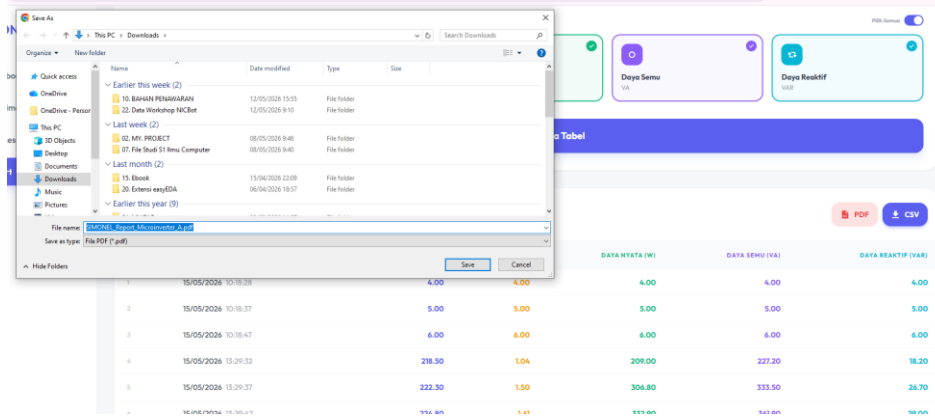 Save As
This PC > Downloads >
Search Downloads
Organize
New folder
Name
Date modified
Type
Size
Quick access
OneDrive
OneDrive - Person
This PC
3D Objects
Desktop
Documents
Downloads
Music
Pictures
Earlier this week (2)
10. BAHAN PENAWARAN 12/05/2026 15:55 File folder
22. Data Workshop NICBot 12/05/2026 9:10 File folder
Last week (2)
02. MY. PROJECT 08/05/2026 9:46 File folder
07. File Studi S1 Ilmu Computer 08/05/2026 9:40 File folder
Last month (2)
15. Ebook 15/04/2026 22:09 File folder
20. Extensi easyEDA 06/04/2026 18:57 File folder
Earlier this year (9)
File name: SIMONEL_Report_Microinverter_A.pdf
Save as type: File PDF (*.pdf)
Hide Folders
Save
Cancel
Pilih Semua
Daya Semu
VA
Daya Reaktif
VAR
Tabel
PDF
CSV
DAYA NYATA (W) DAYA SEMU (VA) DAYA REAKTIF (VAR)
1 15/05/2026 10:18:28 4.00 4.00 4.00 4.00 4.00
2 15/05/2026 10:18:37 5.00 5.00 5.00 5.00 5.00
3 15/05/2026 10:18:47 6.00 6.00 6.00 6.00 6.00
4 15/05/2026 13:29:32 218.50 1.04 209.00 227.20 18.20
5 15/05/2026 13:29:37 222.30 1.50 306.80 333.50 26.70